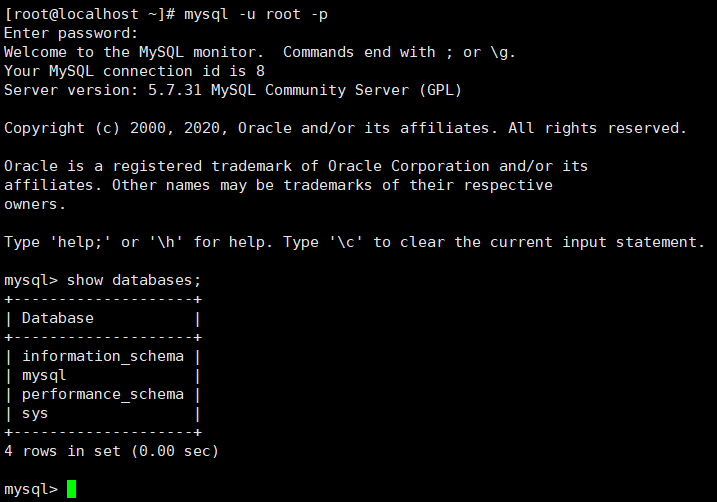 [root@localhost ~]# mysql -u root -p
Enter password:
Welcome to the MySQL monitor.  Commands end with ; or \g.
Your MySQL connection id is 8
Server version: 5.7.31 MySQL Community Server (GPL)

Copyright (c) 2000, 2020, Oracle and/or its affiliates. All rights reserved.

Oracle is a registered trademark of Oracle Corporation and/or its
affiliates. Other names may be trademarks of their respective
owners.

Type 'help;' or '\h' for help. Type '\c' to clear the current input statement.

mysql> show databases;
+--------------------+
| Database           |
+--------------------+
| information_schema |
| mysql              |
| performance_schema |
| sys                |
+--------------------+
4 rows in set (0.00 sec)

mysql>